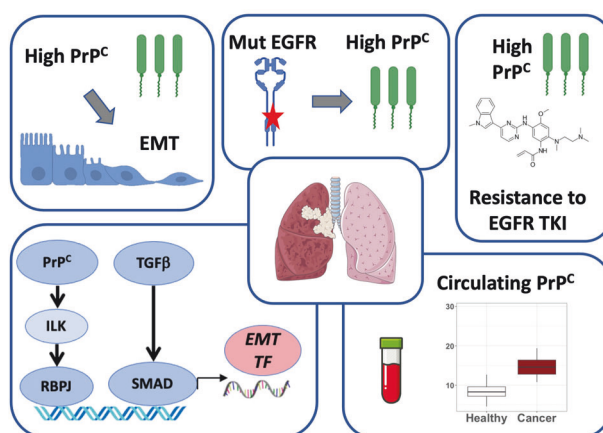 High PrPᶜ
EMT
Mut EGFR
High PrPᶜ
High
PrPᶜ
N
N
N
N
H
O
N
N
HN
O
Resistance to
EGFR TKI
PrPᶜ
TGFβ
ILK
RBPJ
SMAD
EMT
TF
Circulating PrPᶜ
30
20
10
Healthy Cancer